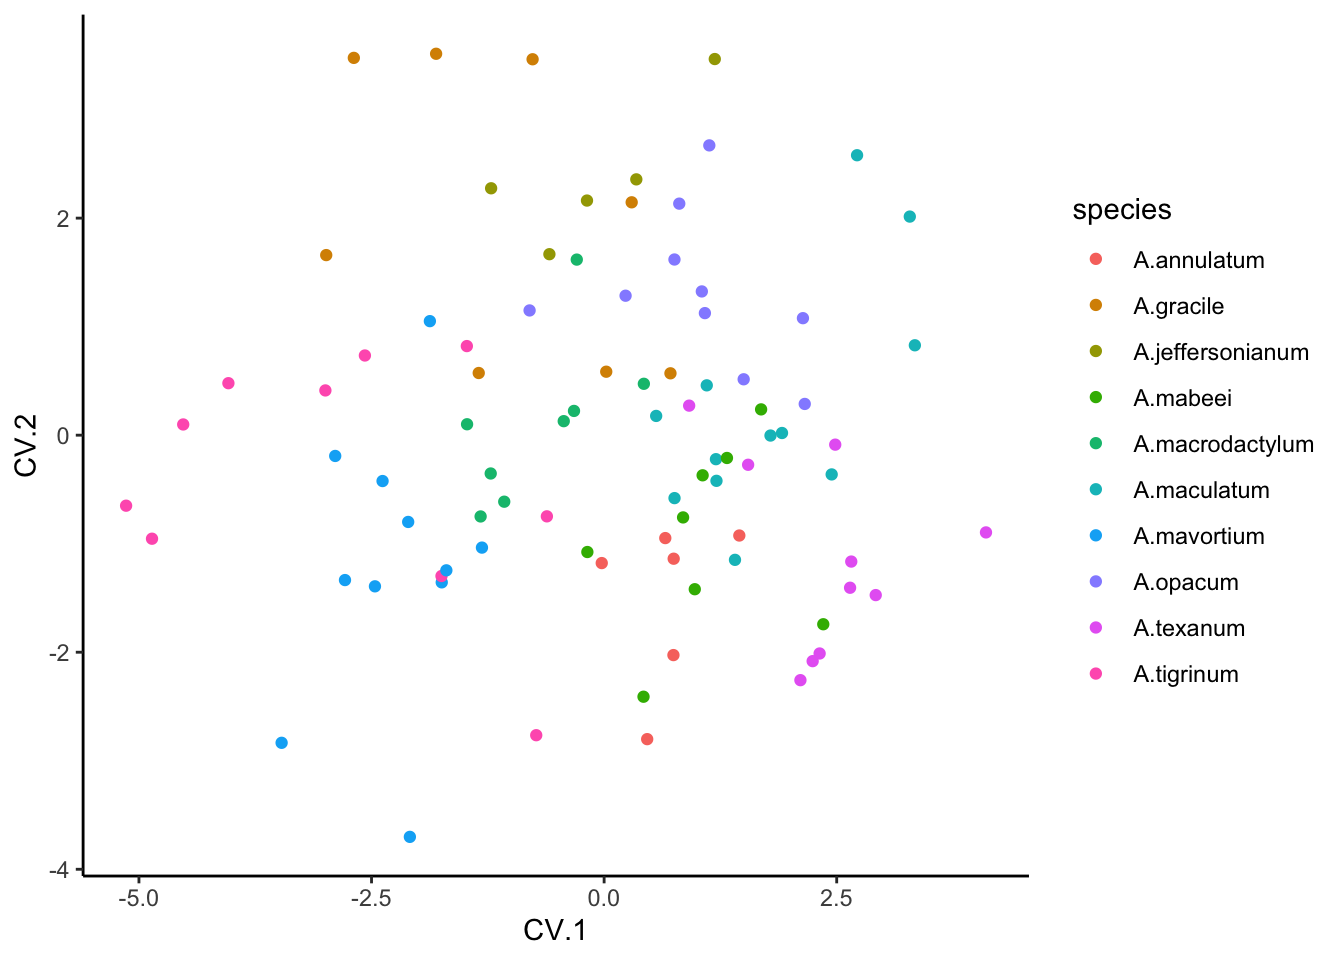 2
0
-2
-4
CV.2
-5.0
-2.5
0.0
2.5
CV.1
species
A.annulatum
A.gracile
A.jeffersonianum
A.mabeei
A.macrodactylum
A.maculatum
A.mavortium
A.opacum
A.texanum
A.tigrinum